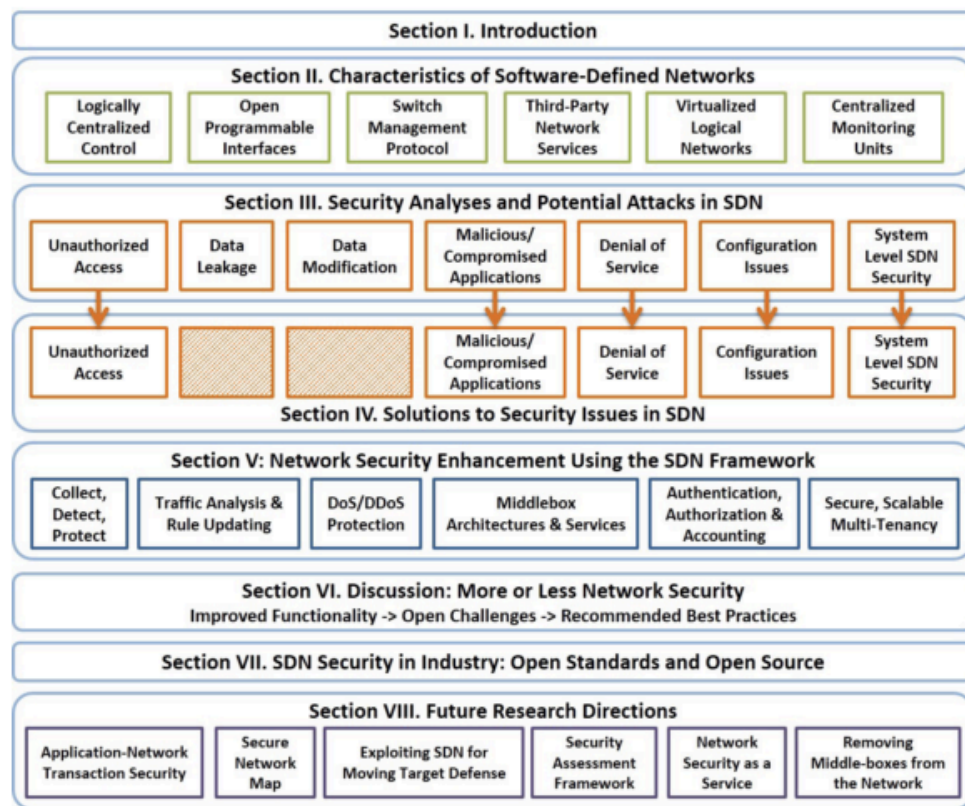 Section I. Introduction
Section II. Characteristics of Software-Defined Networks
Logically
Centralized
Control
Open
Programmable
Interfaces
Switch
Management
Protocol
Third-Party
Network
Services
Virtualized
Logical
Networks
Centralized
Monitoring
Units
Section III. Security Analyses and Potential Attacks in SDN
Unauthorized
Access
Data
Leakage
Data
Modification
Malicious/
Compromised
Applications
Denial of
Service
Configuration
Issues
System
Level SDN
Security
Unauthorized
Access
Malicious/
Compromised
Applications
Denial of
Service
Configuration
Issues
System
Level SDN
Security
Section IV. Solutions to Security Issues in SDN
Section V: Network Security Enhancement Using the SDN Framework
Collect,
Detect,
Protect
Traffic Analysis &
Rule Updating
DoS/DDoS
Protection
Middlebox
Architectures & Services
Authentication,
Authorization &
Accounting
Secure, Scalable
Multi-Tenancy
Section VI. Discussion: More or Less Network Security
Improved Functionality -> Open Challenges -> Recommended Best Practices
Section VII. SDN Security in Industry: Open Standards and Open Source
Section VIII. Future Research Directions
Application-Network
Transaction Security
Secure
Network
Map
Exploiting SDN for
Moving Target Defense
Security
Assessment
Framework
Network
Security as a
Service
Removing
Middle-boxes from
the Network